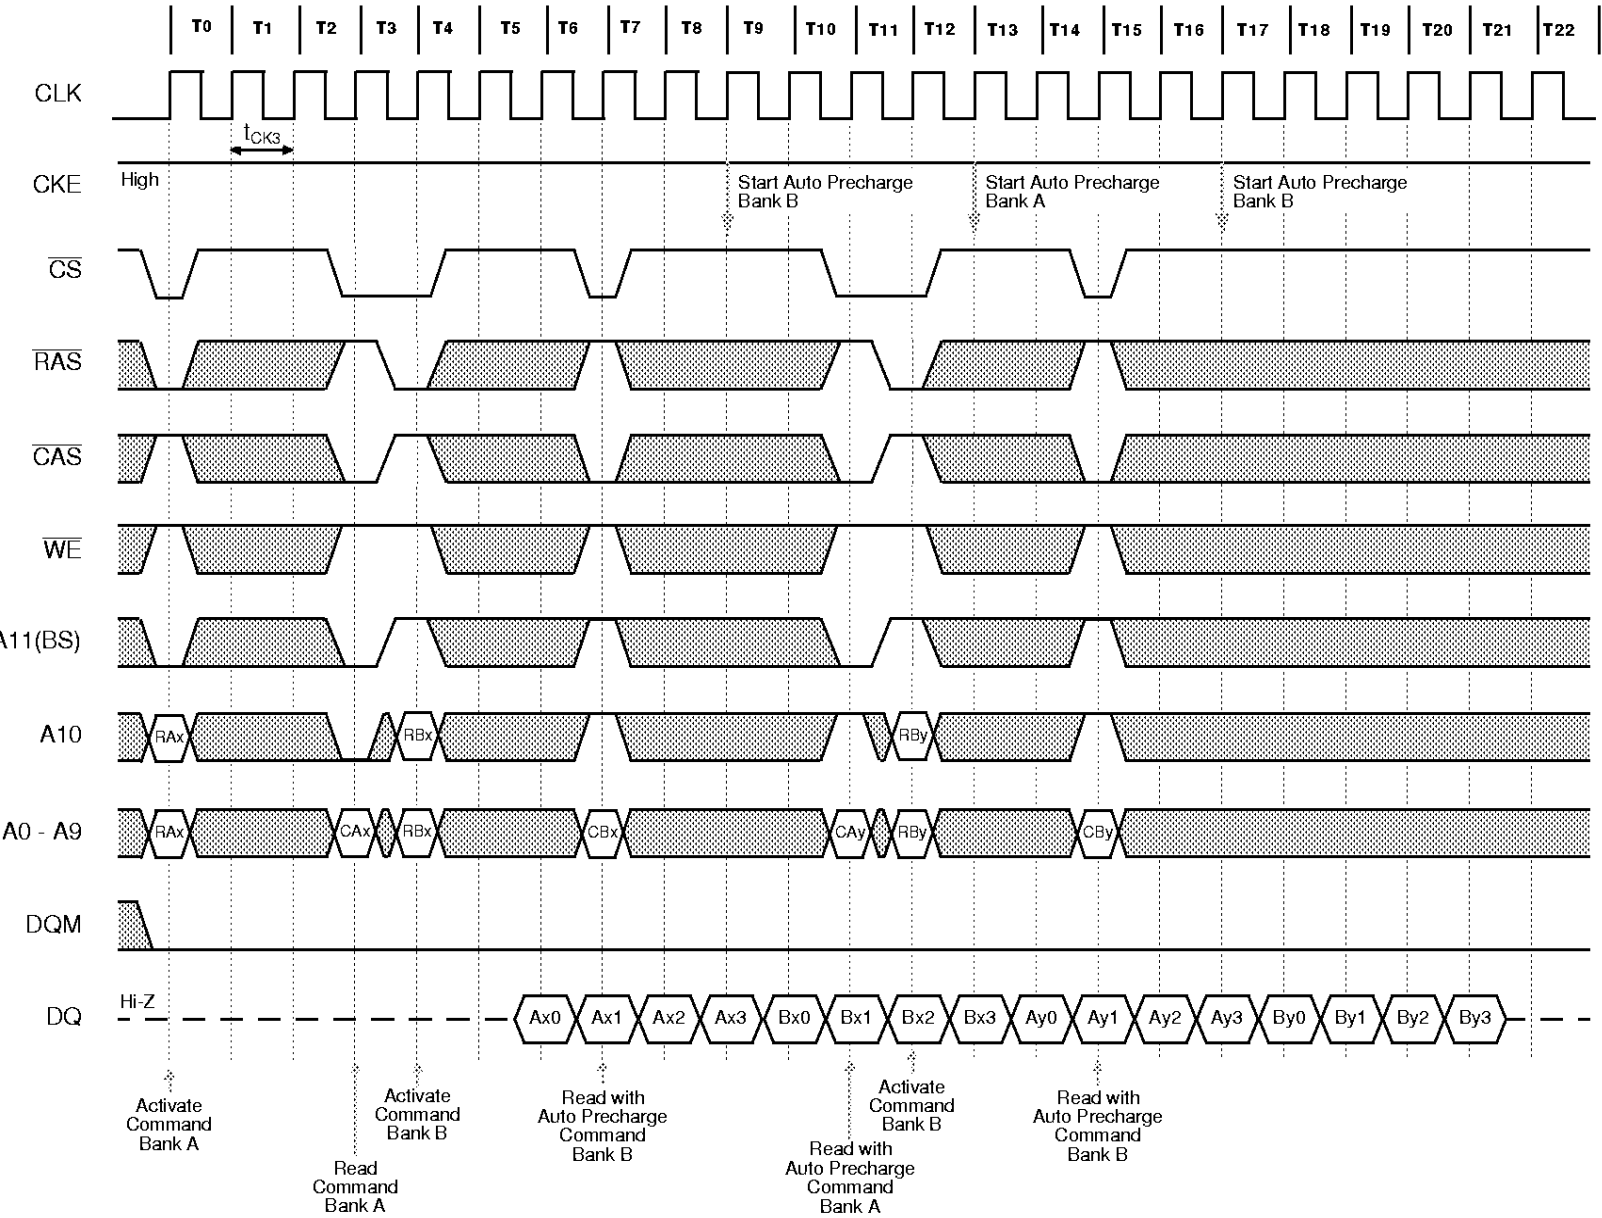 T0 T1 T2 T3 T4 T5 T6 T7 T8 T9 T10 T11 T12 T13 T14 T15 T16 T17 T18 T19 T20 T21 T22
CLK
tCK3
CKE
High
Start Auto Precharge
Bank B
Start Auto Precharge
Bank A
Start Auto Precharge
Bank B
CS
RAS
CAS
WE
A11(BS)
A10
RAx RBx RBy
A0 - A9
RAx CAx RBx CBx CAy RBy CBy
DQM
DQ
Hi-Z
Ax0 Ax1 Ax2 Ax3 Bx0 Bx1 Bx2 Bx3 Ay0 Ay1 Ay2 Ay3 By0 By1 By2 By3
Activate
Command
Bank A
Read
Command
Bank A
Activate
Command
Bank B
Read with
Auto Precharge
Command
Bank B
Read with
Auto Precharge
Command
Bank A
Activate
Command
Bank B
Read with
Auto Precharge
Command
Bank B